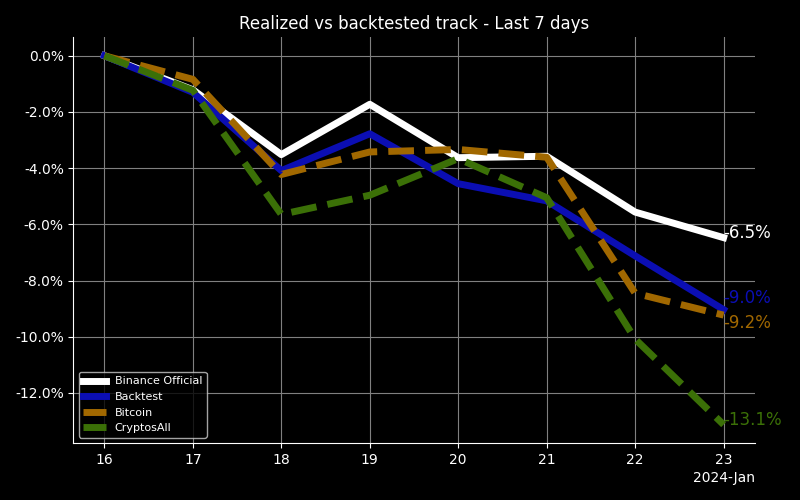 Realized vs backtested track - Last 7 days
0.0%
-2.0%
-4.0%
-6.0%
-8.0%
-10.0%
-12.0%
-6.5%
-9.0%
-9.2%
-13.1%
Binance Official
Backtest
Bitcoin
CryptosAll
16 17 18 19 20 21 22 23
2024-Jan